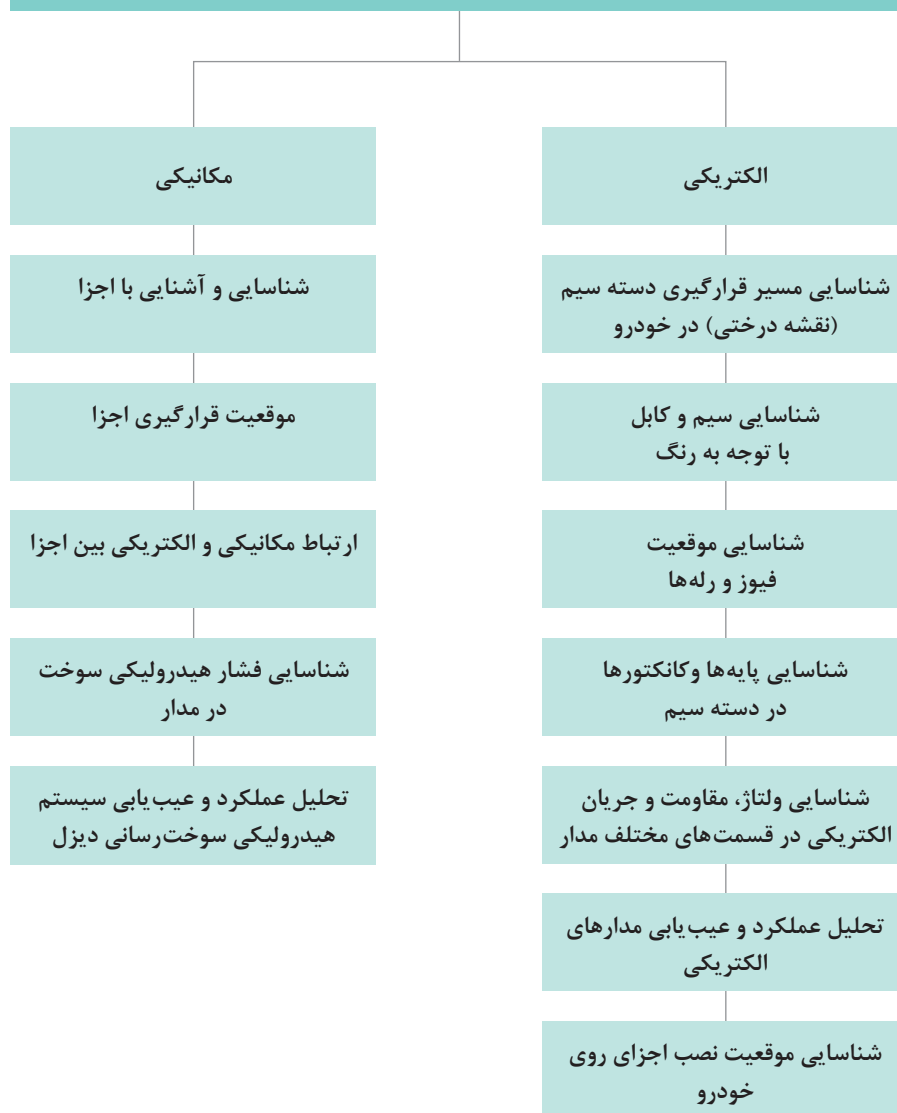 الکتریکی
شناسایی مسیر قرارگیری دسته سیم
(نقشه درختی) در خودرو
شناسایی سیم و کابل
با توجه به رنگ
شناسایی موقعیت
فیوز و رله‌ها
شناسایی پایه‌ها وکانکتورها
در دسته سیم
شناسایی ولتاژ، مقاومت و جریان
الکتریکی در قسمت‌های مختلف مدار
تحلیل عملکرد و عیب‌یابی مدارهای
الکتریکی
شناسایی موقعیت نصب اجزای روی
خودرو
مکانیکی
شناسایی و آشنایی با اجزا
موقعیت قرارگیری اجزا
ارتباط مکانیکی و الکتریکی بین اجزا
شناسایی فشار هیدرولیکی سوخت
در مدار
تحلیل عملکرد و عیب‌یابی سیستم
هیدرولیکی سوخت‌رسانی دیزل